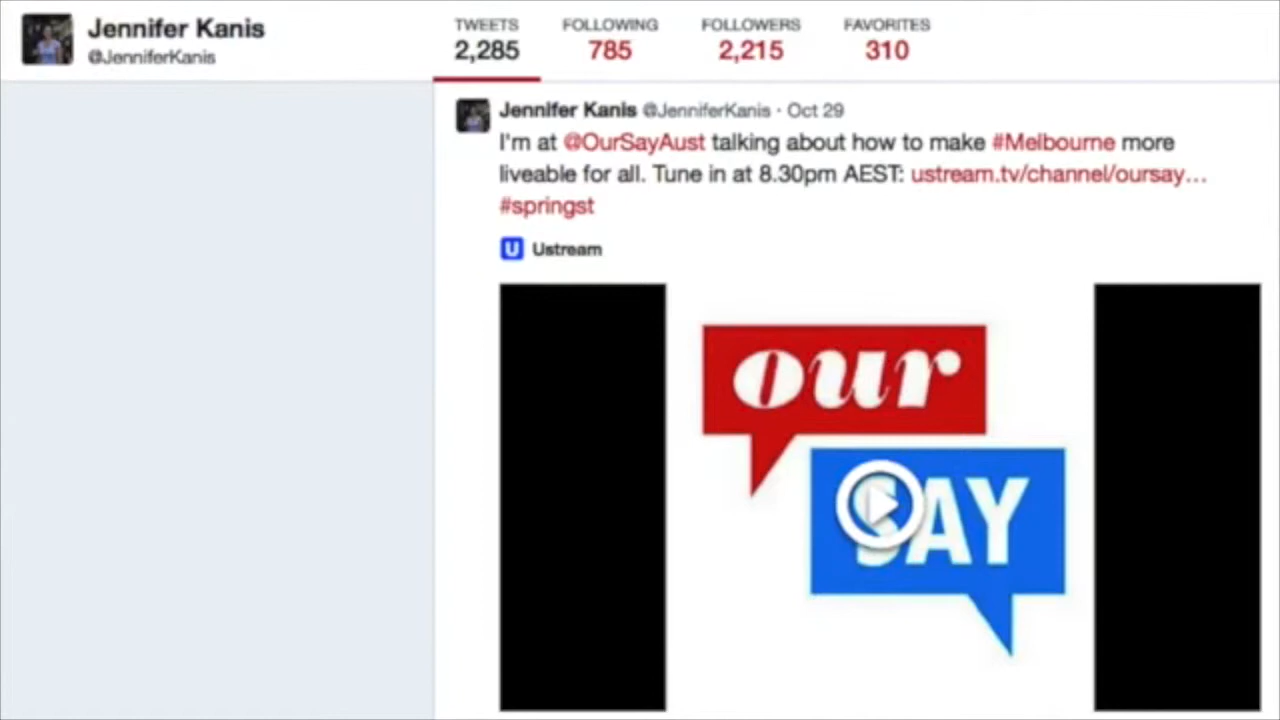 Jennifer Kanis
@JenniferKanis
TWEETS
2,285
FOLLOWING
785
FOLLOWERS
2,215
FAVORITES
310
Jennifer Kanis @JenniferKanis · Oct 29
I'm at @OurSayAust talking about how to make #Melbourne more
liveable for all. Tune in at 8.30pm AEST: ustream.tv/channel/oursay…
#springst
U Ustream
our
SAY